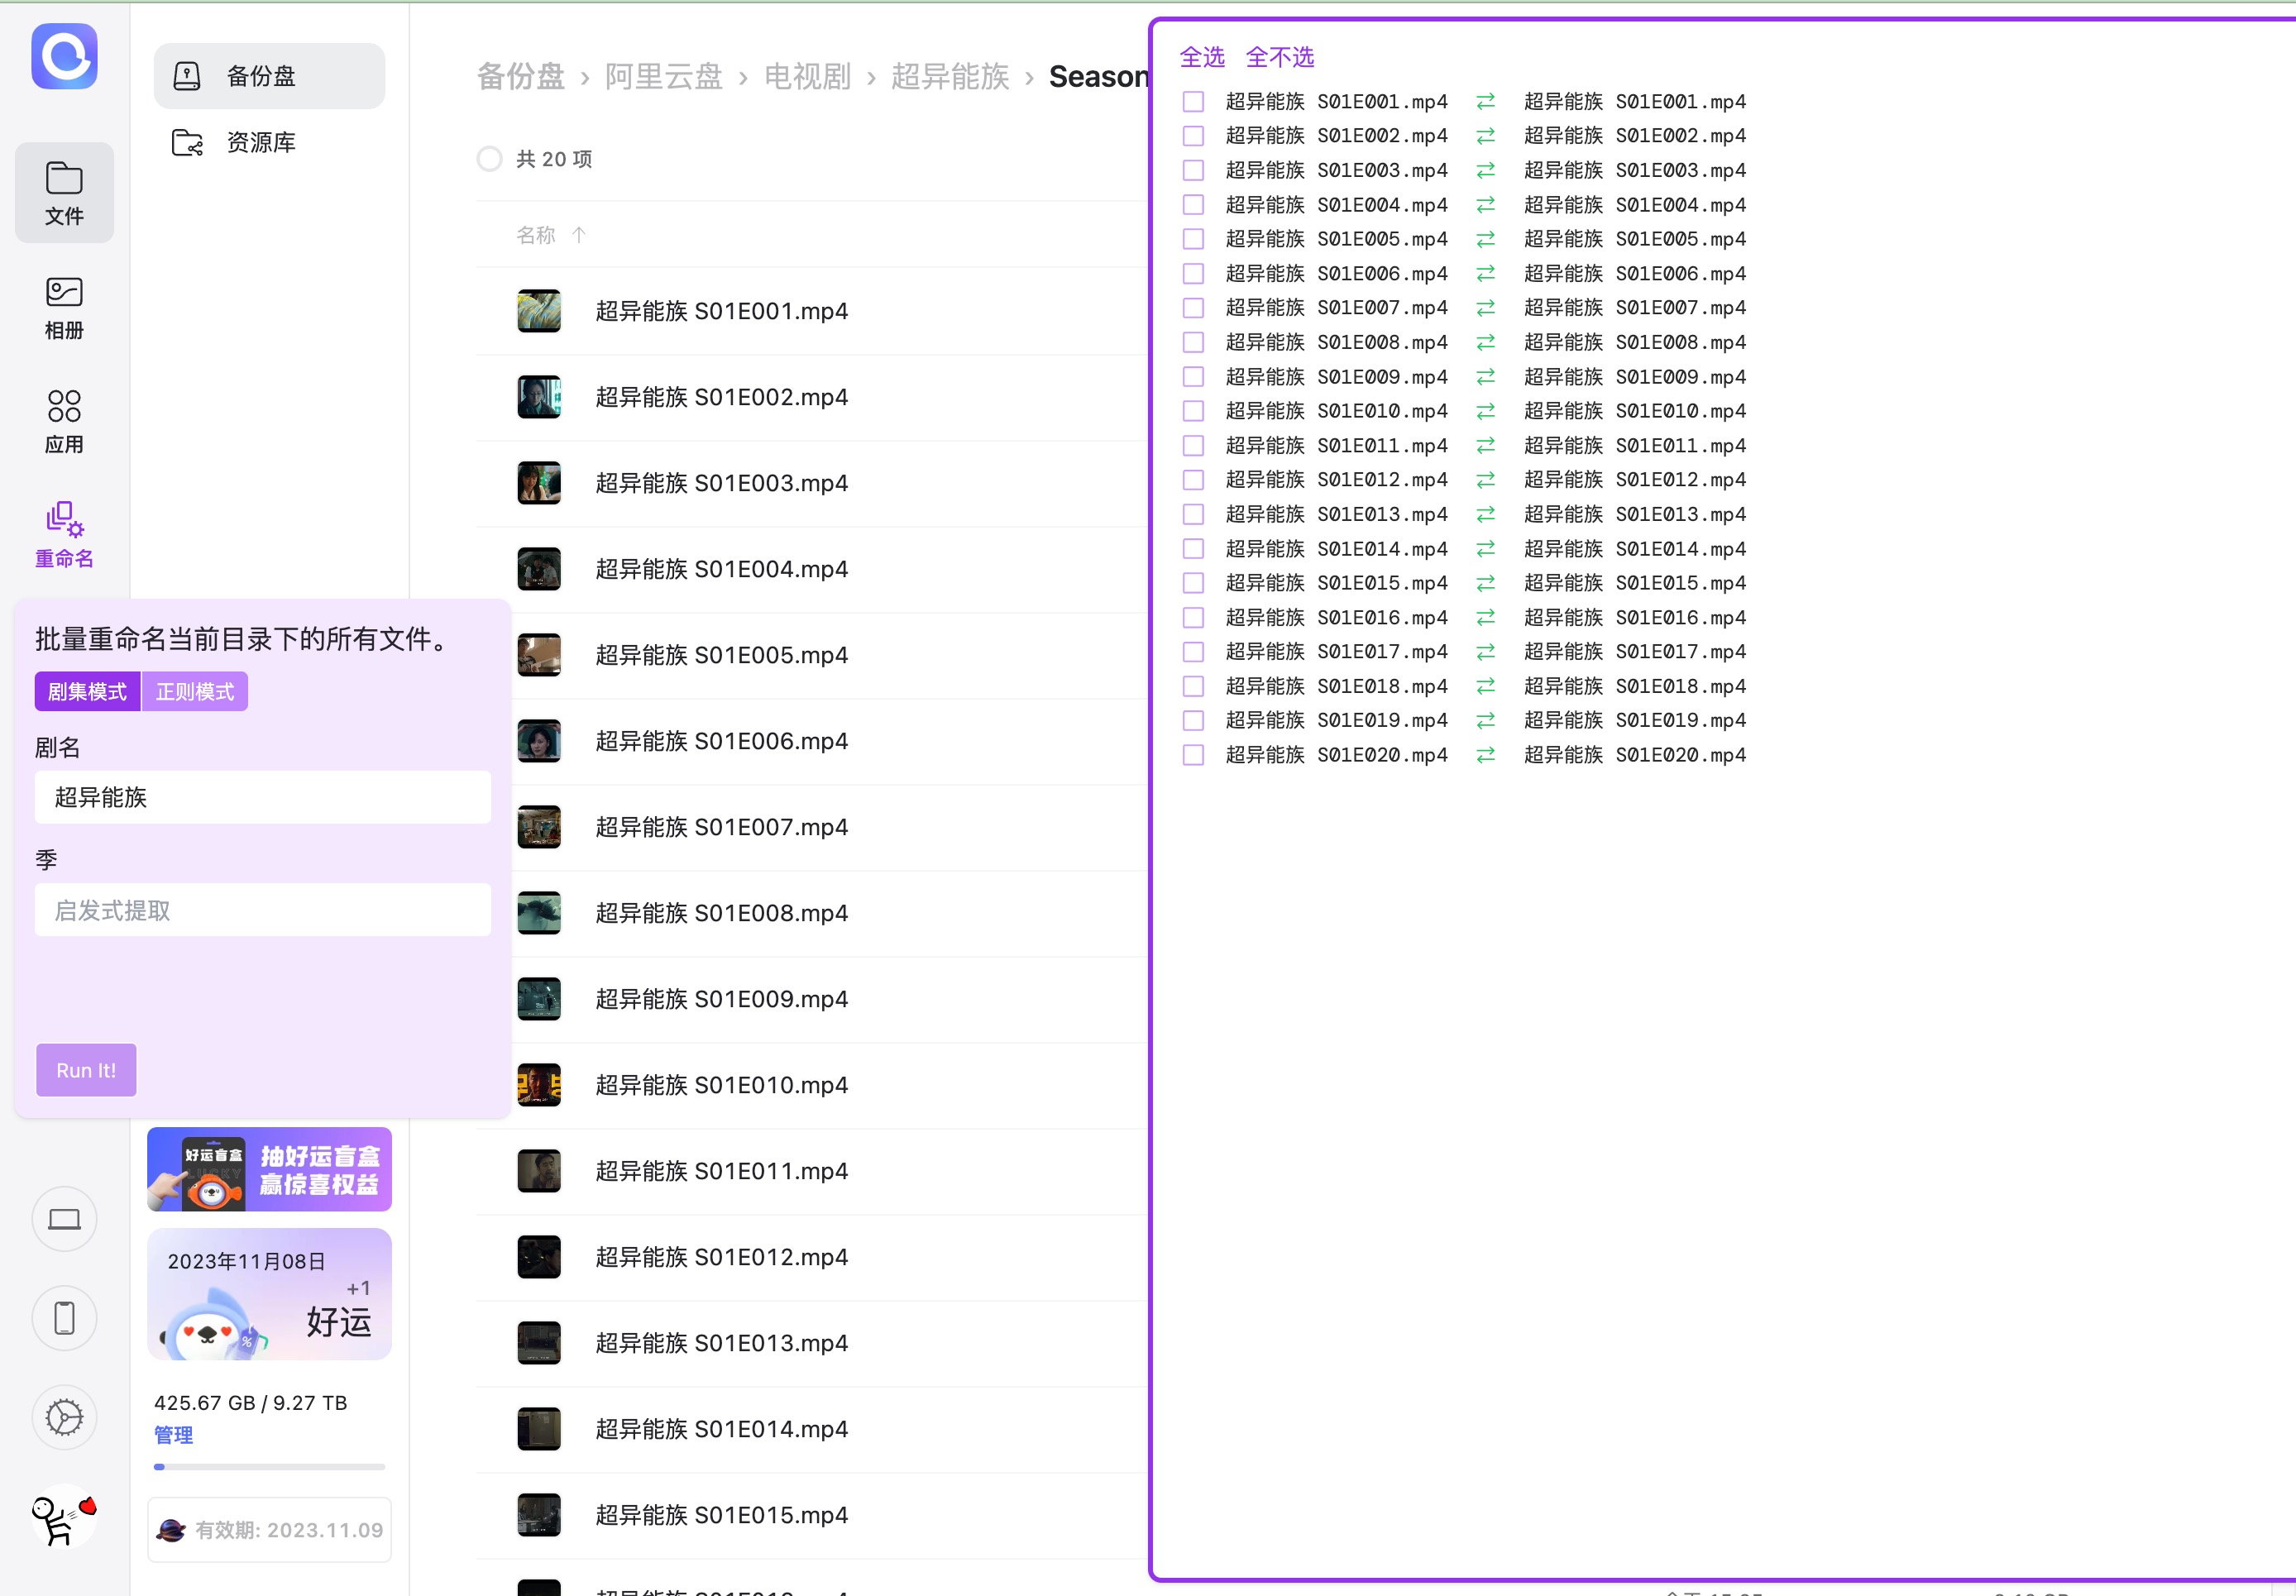 文件
相册
应用
重命名
备份盘
资源库
备份盘 › 阿里云盘 › 电视剧 › 超异能族 › Season
共 20 项
名称 ↑
超异能族 S01E001.mp4
超异能族 S01E002.mp4
超异能族 S01E003.mp4
超异能族 S01E004.mp4
超异能族 S01E005.mp4
超异能族 S01E006.mp4
超异能族 S01E007.mp4
超异能族 S01E008.mp4
超异能族 S01E009.mp4
超异能族 S01E010.mp4
超异能族 S01E011.mp4
超异能族 S01E012.mp4
超异能族 S01E013.mp4
超异能族 S01E014.mp4
超异能族 S01E015.mp4
批量重命名当前目录下的所有文件。
剧集模式 正则模式
剧名
超异能族
季
启发式提取
Run It!
好运盲盒
LUCKY
抽好运盲盒
赢惊喜权益
2023年11月08日
+1
好运
%
425.67 GB / 9.27 TB
管理
有效期: 2023.11.09
全选 全不选
超异能族 S01E001.mp4 ⇄ 超异能族 S01E001.mp4
超异能族 S01E002.mp4 ⇄ 超异能族 S01E002.mp4
超异能族 S01E003.mp4 ⇄ 超异能族 S01E003.mp4
超异能族 S01E004.mp4 ⇄ 超异能族 S01E004.mp4
超异能族 S01E005.mp4 ⇄ 超异能族 S01E005.mp4
超异能族 S01E006.mp4 ⇄ 超异能族 S01E006.mp4
超异能族 S01E007.mp4 ⇄ 超异能族 S01E007.mp4
超异能族 S01E008.mp4 ⇄ 超异能族 S01E008.mp4
超异能族 S01E009.mp4 ⇄ 超异能族 S01E009.mp4
超异能族 S01E010.mp4 ⇄ 超异能族 S01E010.mp4
超异能族 S01E011.mp4 ⇄ 超异能族 S01E011.mp4
超异能族 S01E012.mp4 ⇄ 超异能族 S01E012.mp4
超异能族 S01E013.mp4 ⇄ 超异能族 S01E013.mp4
超异能族 S01E014.mp4 ⇄ 超异能族 S01E014.mp4
超异能族 S01E015.mp4 ⇄ 超异能族 S01E015.mp4
超异能族 S01E016.mp4 ⇄ 超异能族 S01E016.mp4
超异能族 S01E017.mp4 ⇄ 超异能族 S01E017.mp4
超异能族 S01E018.mp4 ⇄ 超异能族 S01E018.mp4
超异能族 S01E019.mp4 ⇄ 超异能族 S01E019.mp4
超异能族 S01E020.mp4 ⇄ 超异能族 S01E020.mp4